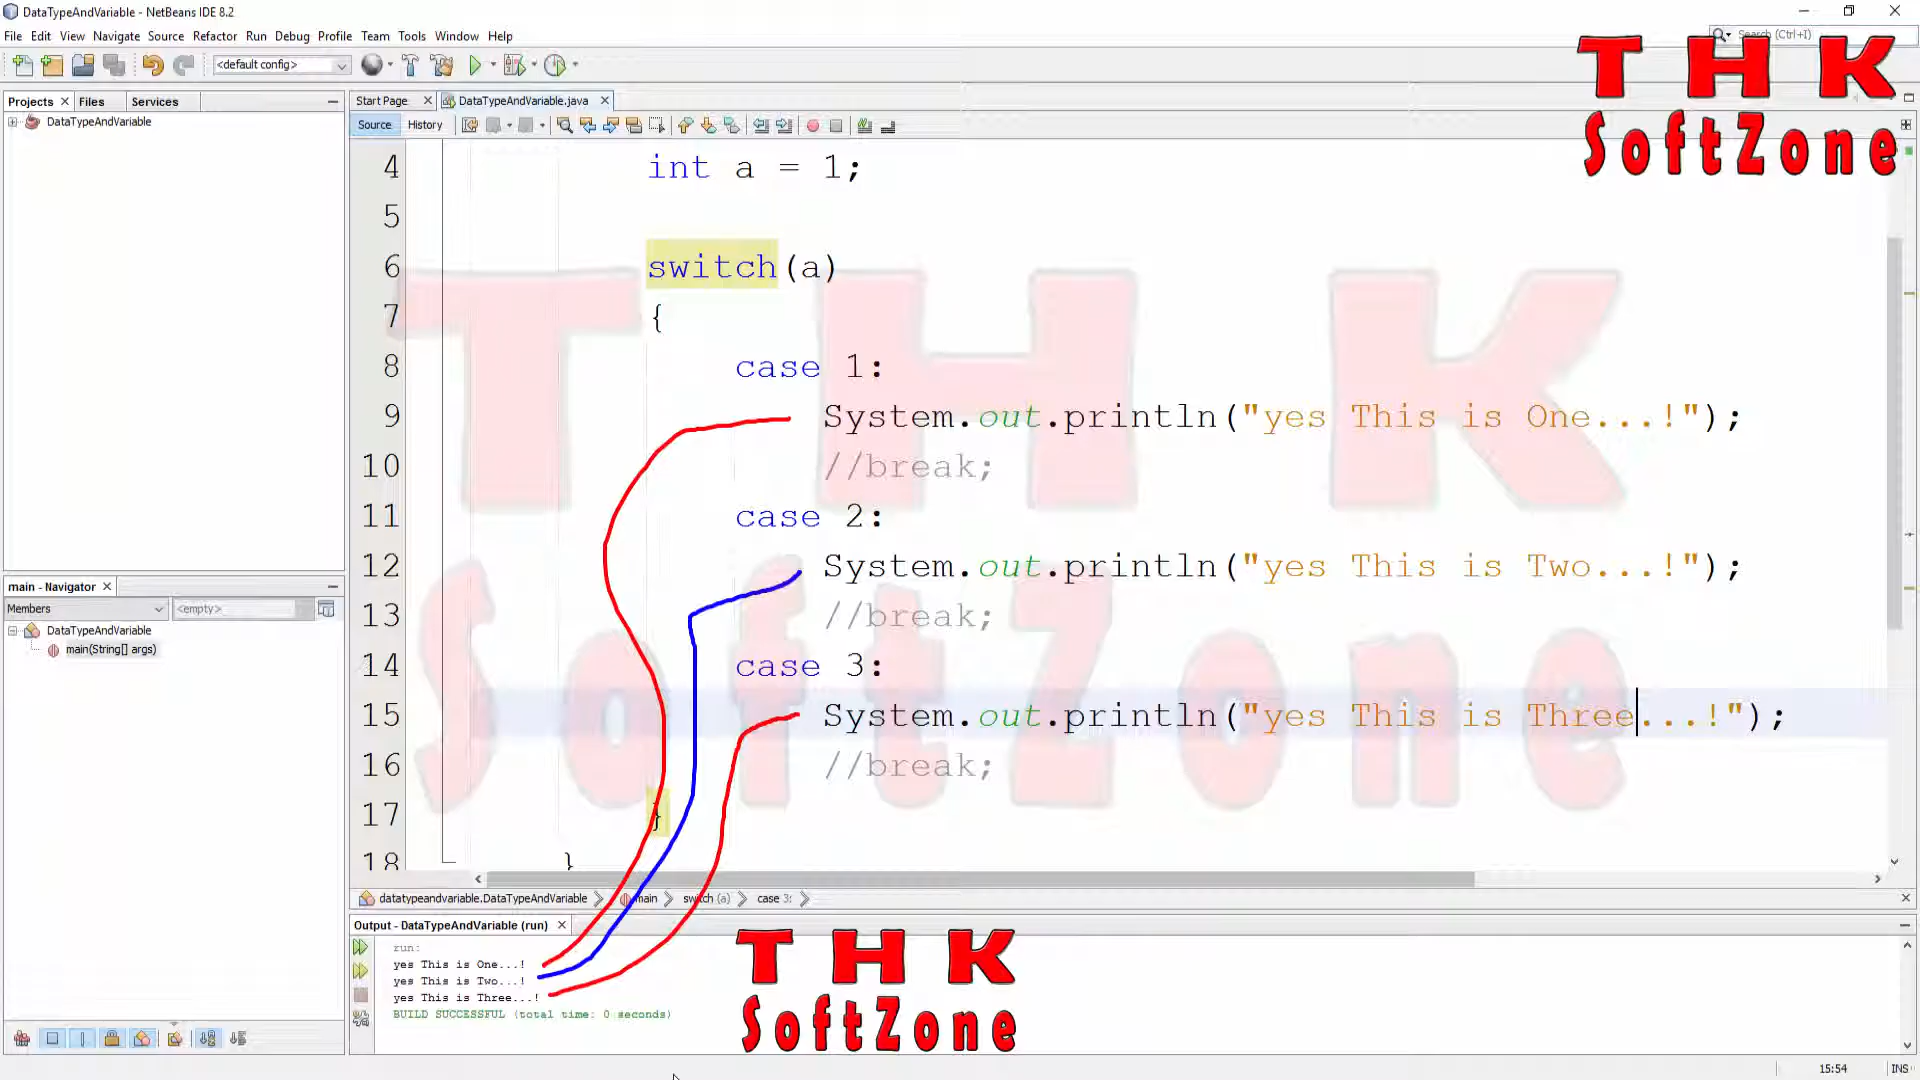 DataTypeAndVariable - NetBeans IDE 8.2
File Edit View Navigate Source Refactor Run Debug Profile Team Tools Window Help
Search (Ctrl+I)
<default config>
THK
SoftZone
Projects Files Services
Start Page DataTypeAndVariable.java
DataTypeAndVariable
Source History
4 int a = 1;
5
6 switch(a)
7 {
8 case 1:
9 System.out.println("yes This is One...!");
10 //break;
11 case 2:
12 System.out.println("yes This is Two...!");
13 //break;
14 case 3:
15 System.out.println("yes This is Three...!");
16 //break;
17 }
18 }
THK
SoftZone
main - Navigator
Members <empty>
DataTypeAndVariable
main(String[] args)
datatypeandvariable.DataTypeAndVariable main switch (a) case 3:
Output - DataTypeAndVariable (run)
run:
yes This is One...!
yes This is Two...!
yes This is Three...!
BUILD SUCCESSFUL (total time: 0 seconds)
THK
SoftZone
15:54 INS